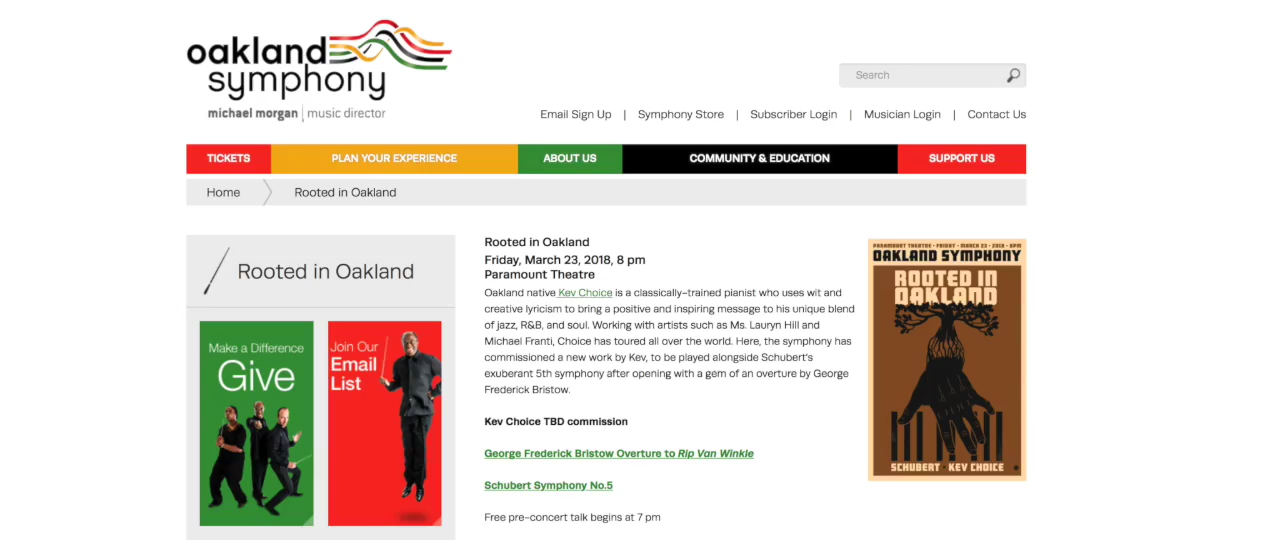 oakland
symphony
michael morgan | music director
Search
Email Sign Up | Symphony Store | Subscriber Login | Musician Login | Contact Us
TICKETS PLAN YOUR EXPERIENCE ABOUT US COMMUNITY & EDUCATION SUPPORT US
Home Rooted in Oakland
Rooted in Oakland
Make a Difference
Give
Join Our
Email
List
Rooted in Oakland
Friday, March 23, 2018, 8 pm
Paramount Theatre
Oakland native Kev Choice is a classically-trained pianist who uses wit and
creative lyricism to bring a positive and inspiring message to his unique blend
of jazz, R&B, and soul. Working with artists such as Ms. Lauryn Hill and
Michael Franti, Choice has toured all over the world. Here, the symphony has
commissioned a new work by Kev, to be played alongside Schubert's
exuberant 5th symphony after opening with a gem of an overture by George
Frederick Bristow.
Kev Choice TBD commission
George Frederick Bristow Overture to Rip Van Winkle
Schubert Symphony No.5
Free pre-concert talk begins at 7 pm
PARAMOUNT THEATRE • FRIDAY • MARCH 23 • 2018 • 8PM
OAKLAND SYMPHONY
ROOTED IN
OAKLAND
SCHUBERT • KEV CHOICE